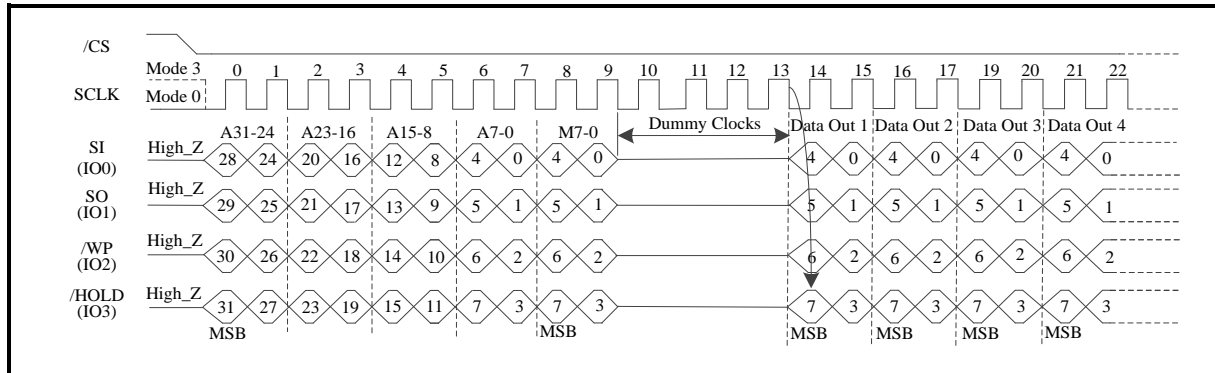 /CS
Mode 3 0 1 2 3 4 5 6 7 8 9 10 11 12 13 14 15 16 17 19 20 21 22
SCLK Mode 0
A31-24 A23-16 A15-8 A7-0 M7-0 Dummy Clocks Data Out 1 Data Out 2 Data Out 3 Data Out 4
SI (IO0) High_Z 28 24 20 16 12 8 4 0 4 0 4 0 4 0 4 0 4 0
SO (IO1) High_Z 29 25 21 17 13 9 5 1 5 1 5 1 5 1 5 1 5 1
/WP (IO2) High_Z 30 26 22 18 14 10 6 2 6 2 6 2 6 2 6 2 6 2
/HOLD (IO3) High_Z 31 27 23 19 15 11 7 3 7 3 7 3 7 3 7 3 7 3
MSB MSB MSB MSB MSB MSB